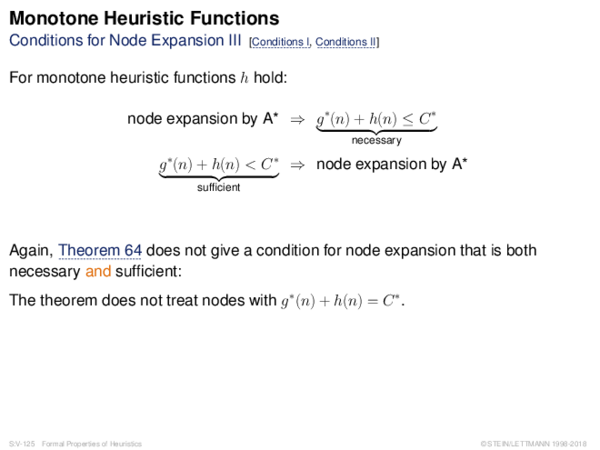 Monotone Heuristic Functions
Conditions for Node Expansion III [Conditions I, Conditions II]
For monotone heuristic functions h hold:
node expansion by A* ⇒ g*(n) + h(n) ≤ C*
necessary
g*(n) + h(n) < C* ⇒ node expansion by A*
sufficient
Again, Theorem 64 does not give a condition for node expansion that is both
necessary and sufficient:
The theorem does not treat nodes with g*(n) + h(n) = C*.
S:V-125 Formal Properties of Heuristics ©STEIN/LETTMANN 1998-2018